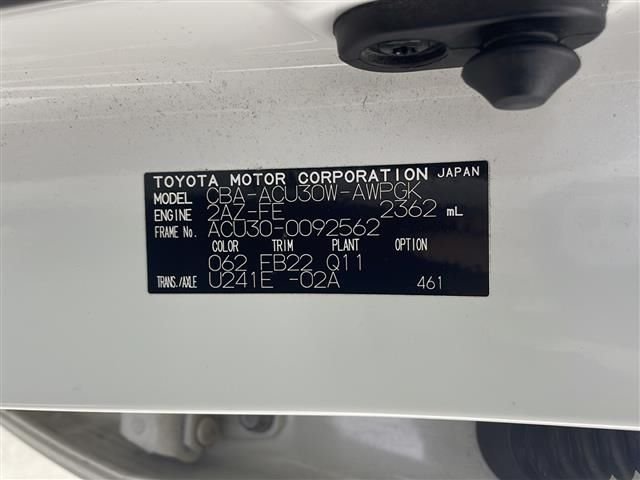 TOYOTA MOTOR CORPORATION JAPAN
MODEL CBA-ACU30W-AWPGK
ENGINE 2AZ-FE 2362 mL
FRAME No. ACU30-0092562
COLOR TRIM PLANT OPTION
062 FB22 Q11
TRANS./AXLE U241E -02A 461